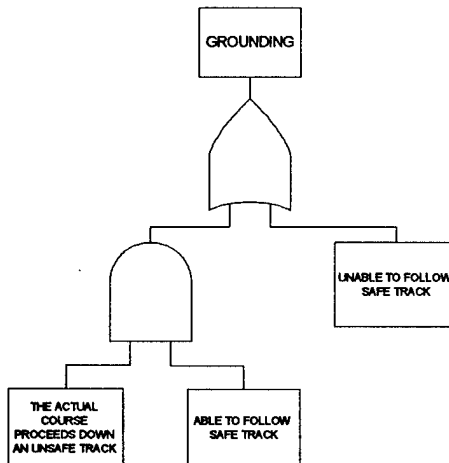 GROUNDING
UNABLE TO FOLLOW
SAFE TRACK
THE ACTUAL
COURSE
PROCEEDS DOWN
AN UNSAFE TRACK
ABLE TO FOLLOW
SAFE TRACK